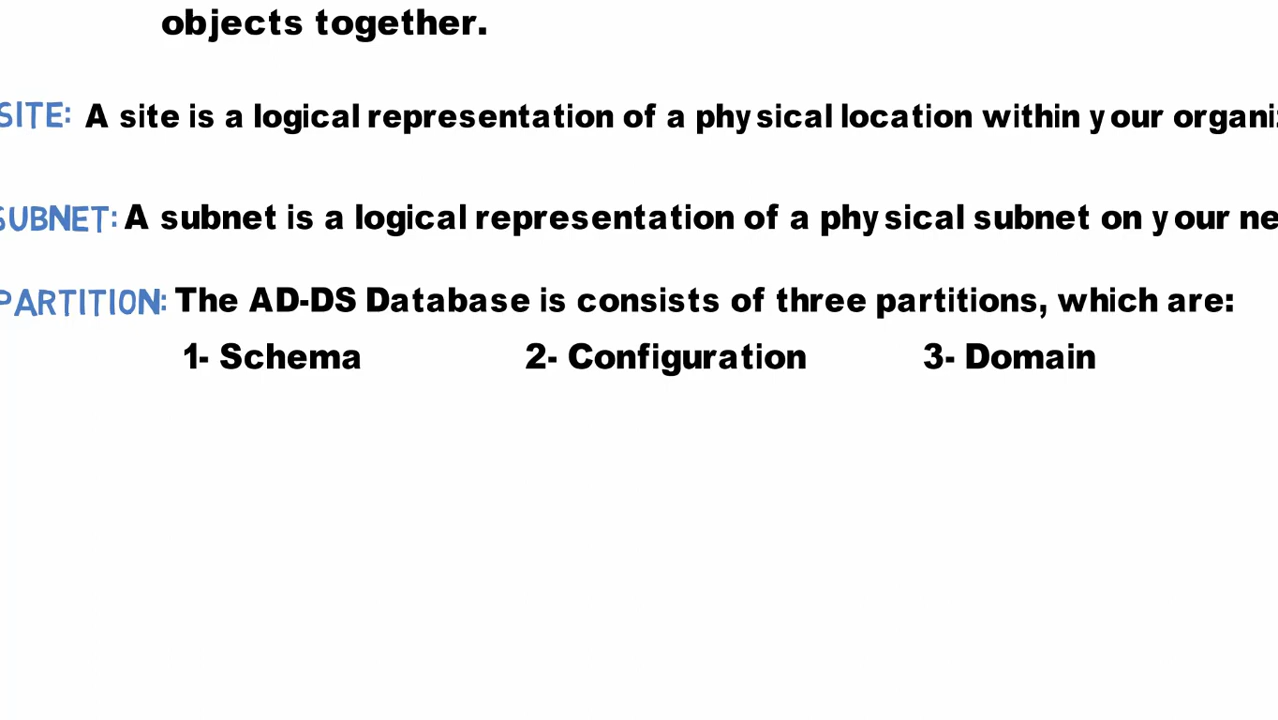 objects together.
SITE: A site is a logical representation of a physical location within your
SUBNET: A subnet is a logical representation of a physical subnet on your
PARTITION: The AD-DS Database is consists of three partitions, which are:
1- Schema 2- Configuration 3- Domain